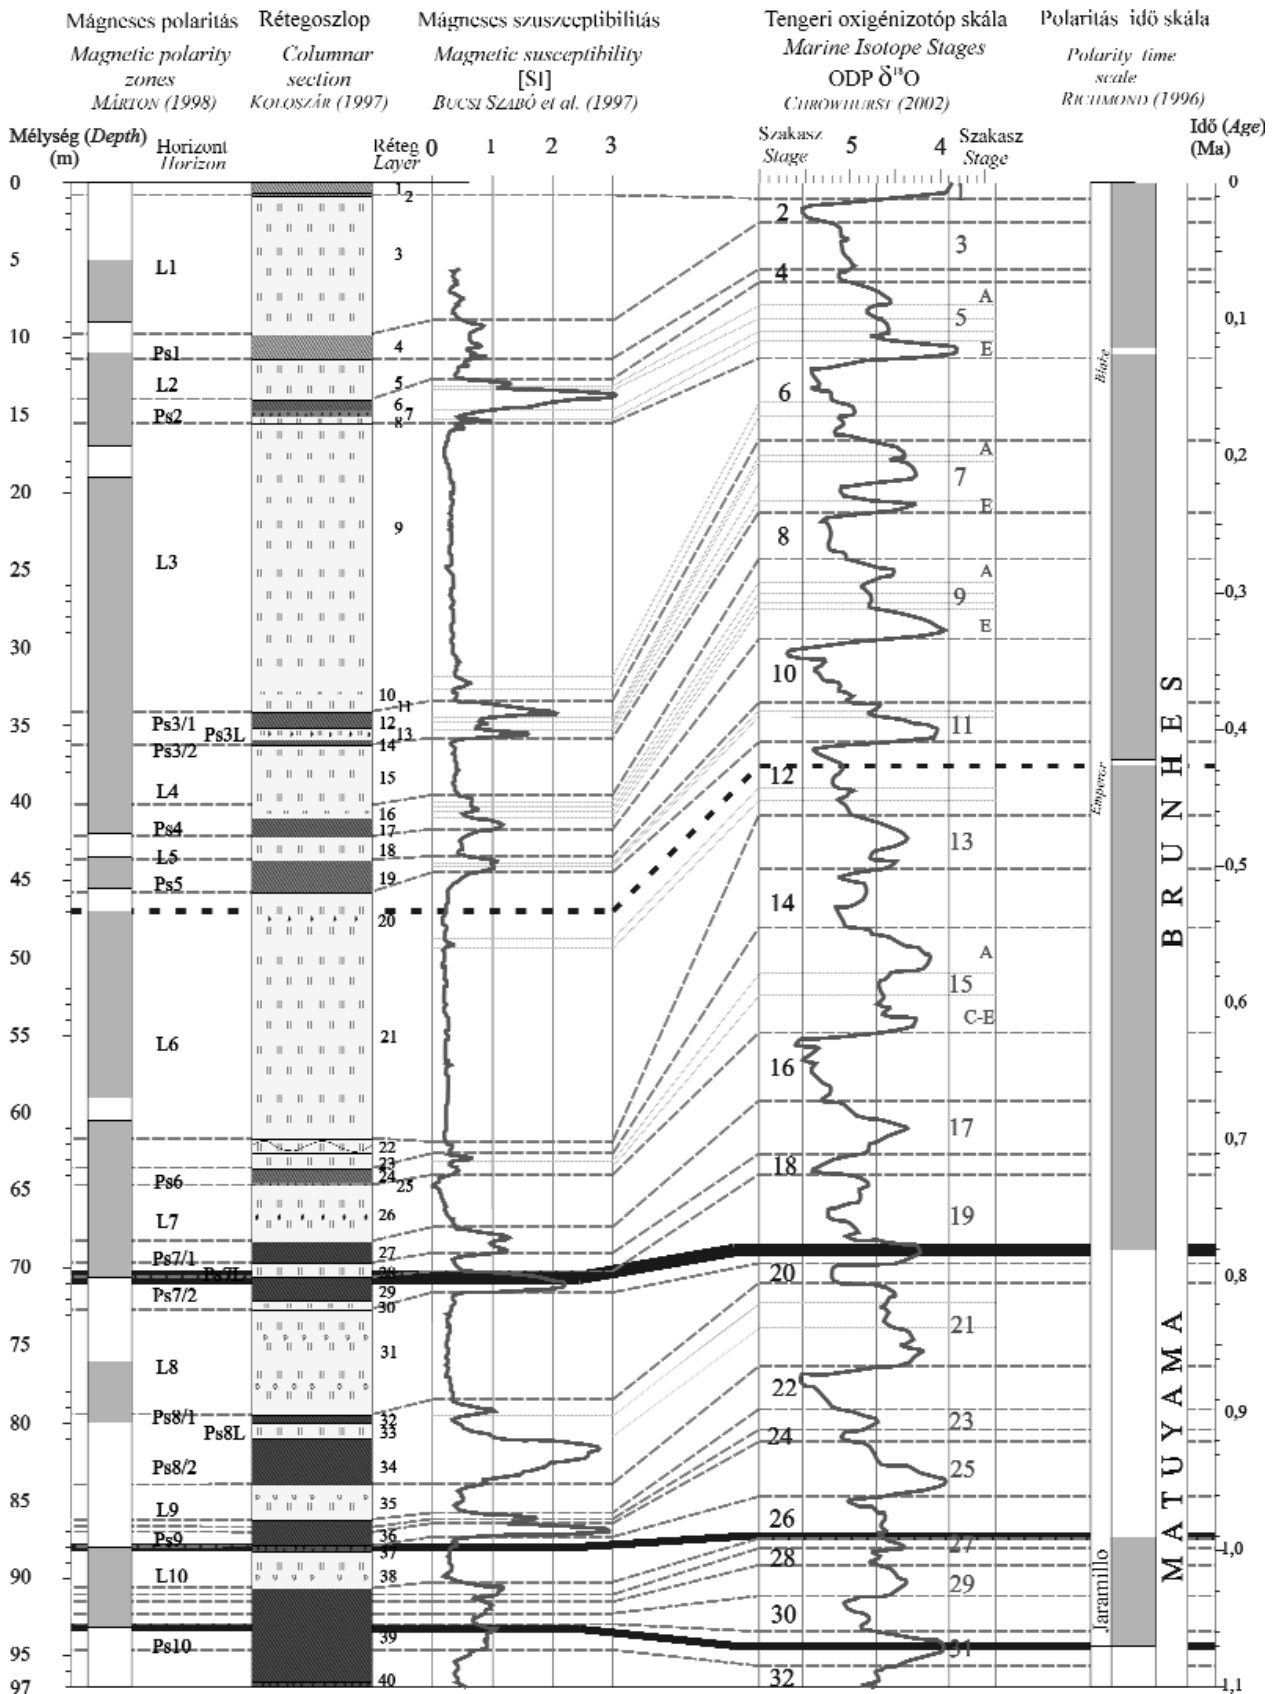 Mágneses polaritás
Magnetic polarity
zones
MÁRTON (1998)
Rétegoszlop
Columnar
section
KOLOSZÁR (1997)
Mágneses szuszceptibilitás
Magnetic susceptibility
[SI]
BUCSI SZABÓ et al. (1997)
Tengeri oxigénizotóp skála
Marine Isotope Stages
ODP δ¹⁸O
CHROWHURST (2002)
Polaritás idő skála
Polarity time
scale
RICHMOND (1996)
Mélység (Depth)
(m)
Horizont
Horizon
Réteg
Layer
0 1 2 3
Szakasz
Stage
5 4
Szakasz
Stage
Idő (Age)
(Ma)
0
5
10
15
20
25
30
35
40
45
50
55
60
65
70
75
80
85
90
95
97
L1
Ps1
L2
Ps2
L3
Ps3/1
Ps3L
Ps3/2
L4
Ps4
L5
Ps5
L6
Ps6
L7
Ps7/1
Ps7L
Ps7/2
L8
Ps8/1
Ps8L
Ps8/2
L9
Ps9
L10
Ps10
1
2
3
4
5
6
7
8
9
10
11
12
13
14
15
16
17
18
19
20
21
22
23
24
25
26
27
28
29
30
31
32
33
34
35
36
37
38
39
40
2
4
6
8
10
12
14
16
18
20
22
24
26
28
30
32
1
3
A
5
E
A
7
E
A
9
E
11
13
A
15
C-E
17
19
21
23
25
27
29
31
Blake
Emperor
Jaramillo
BRUNHES
MATUYAMA
0
0,1
0,2
0,3
0,4
0,5
0,6
0,7
0,8
0,9
1,0
1,1